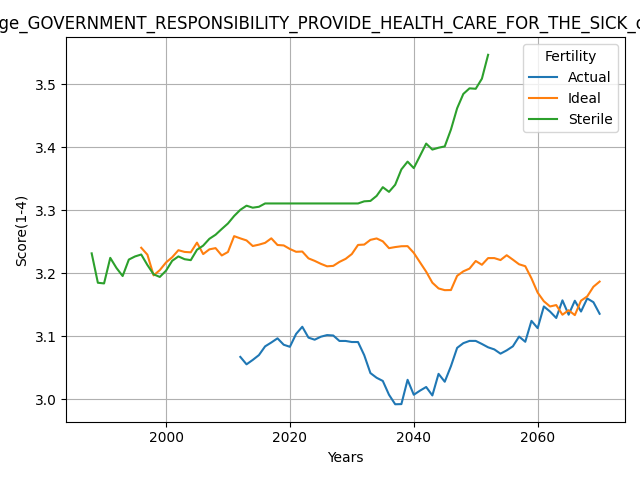 ge_GOVERNMENT_RESPONSIBILITY_PROVIDE_HEALTH_CARE_FOR_THE_SICK_
Fertility
Actual
Ideal
Sterile
Score(1-4)
3.5
3.4
3.3
3.2
3.1
3.0
2000
2020
2040
2060
Years